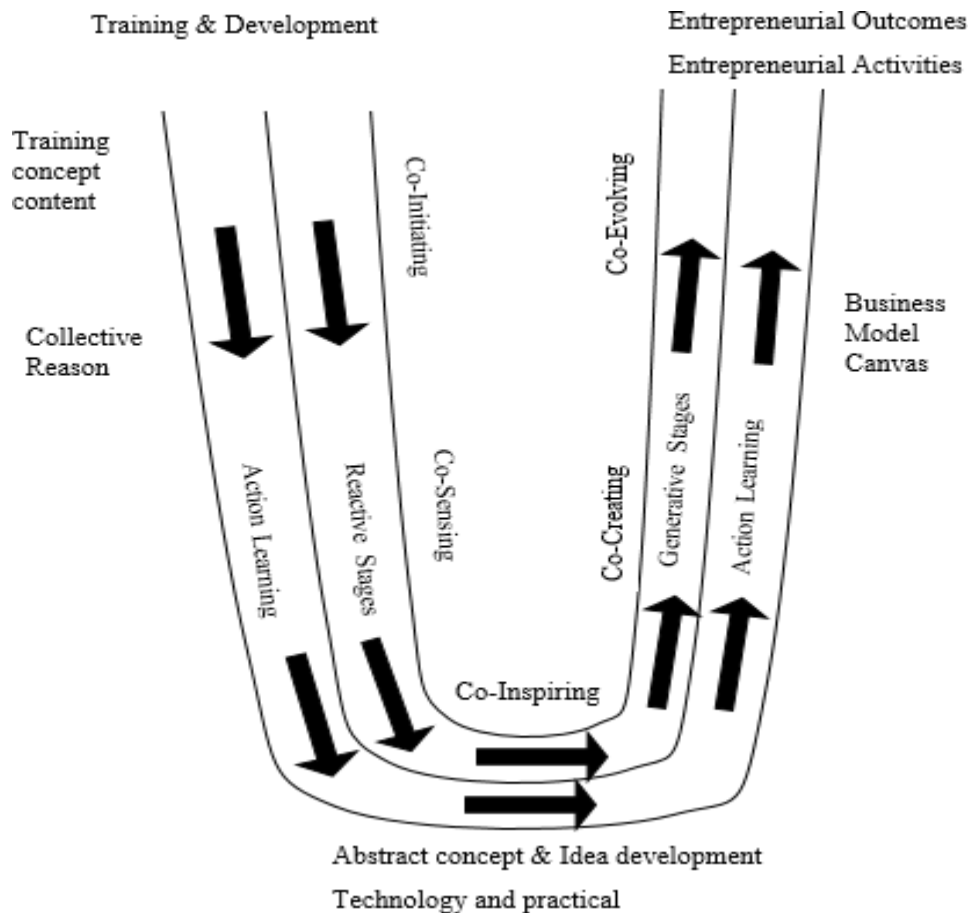 Training & Development
Entrepreneurial Outcomes
Entrepreneurial Activities
Training
concept
content
Co-Initiating
Co-Evolving
Collective
Reason
Business
Model
Canvas
Action Learning
Reactive Stages
Co-Sensing
Co-Creating
Generative Stages
Action Learning
Co-Inspiring
Abstract concept & Idea development
Technology and practical